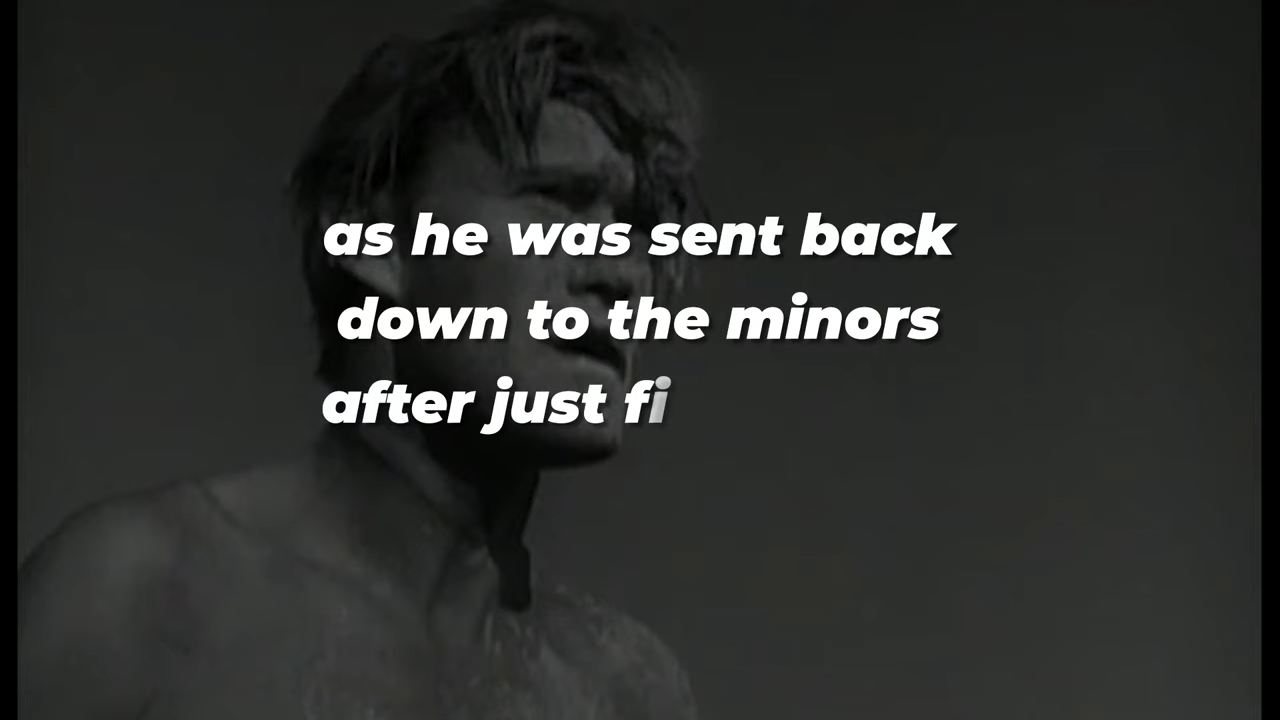 as he was sent back
down to the minors
after just fi